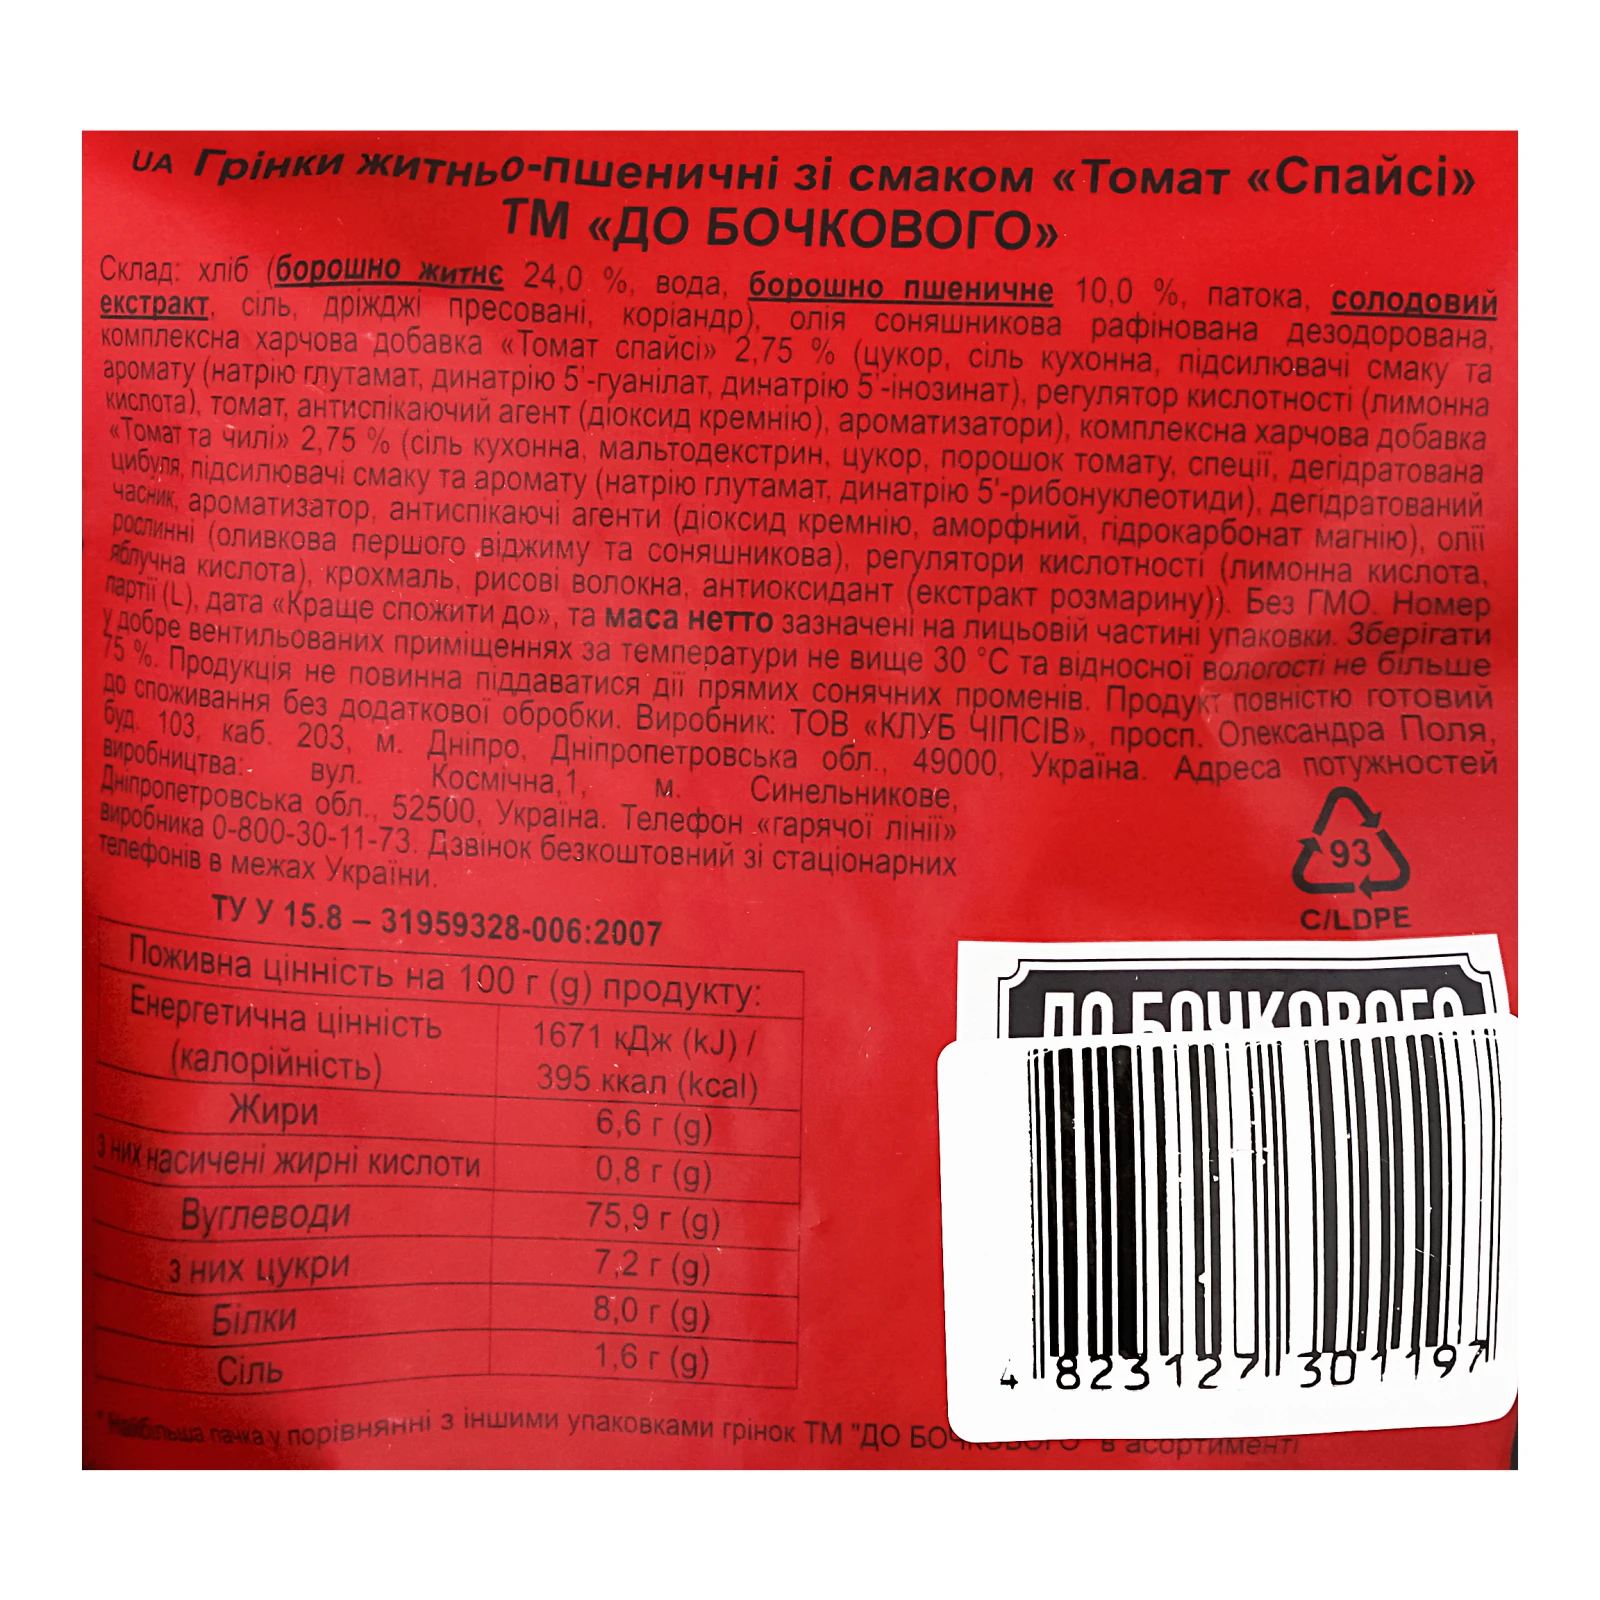 UA Грінки житньо-пшеничні зі смаком «Томат «Спайсі»
ТМ «ДО БОЧКОВОГО»
Склад: хліб (борошно житнє 24,0 %, вода, борошно пшеничне 10,0 %, патока, солодовий
екстракт, сіль, дріжджі пресовані, коріандр), олія соняшникова рафінована дезодорована,
комплексна харчова добавка «Томат спайсі» 2,75 % (цукор, сіль кухонна, підсилювачі смаку та
аромату (натрію глутамат, динатрію 5'-гуанілат, динатрію 5'-інозинат), регулятор кислотності (лимонна
кислота), томат, антиспікаючий агент (діоксид кремнію), ароматизатори), комплексна харчова добавка
«Томат та чилі» 2,75 % (сіль кухонна, мальтодекстрин, цукор, порошок томату, спеції, дегідратована
цибуля, підсилювачі смаку та аромату (натрію глутамат, динатрію 5'-рибонуклеотиди), дегідратований
часник, ароматизатор, антиспікаючі агенти (діоксид кремнію, аморфний, гідрокарбонат магнію), олії
рослинні (оливкова першого віджиму та соняшникова), регулятори кислотності (лимонна кислота,
яблучна кислота), крохмаль, рисові волокна, антиоксидант (екстракт розмарину)). Без ГМО. Номер
партії (L), дата «Краще спожити до», та маса нетто зазначені на лицьовій частині упаковки. Зберігати
у добре вентильованих приміщеннях за температури не вище 30 °С та відносної вологості не більше
75 %. Продукція не повинна піддаватися дії прямих сонячних променів. Продукт повністю готовий
до споживання без додаткової обробки. Виробник: ТОВ «КЛУБ ЧІПСІВ», просп. Олександра Поля,
буд. 103, каб. 203, м. Дніпро, Дніпропетровська обл., 49000, Україна. Адреса потужностей
виробництва: вул. Космічна,1, м. Синельникове,
Дніпропетровська обл., 52500, Україна. Телефон «гарячої лінії»
виробника 0-800-30-11-73. Дзвінок безкоштовний зі стаціонарних
телефонів в межах України.
93
C/LDPE
ТУ У 15.8 – 31959328-006:2007
Поживна цінність на 100 г (g) продукту:
Енергетична цінність (калорійність) 1671 кДж (kJ) / 395 ккал (kcal)
Жири 6,6 г (g)
з них насичені жирні кислоти 0,8 г (g)
Вуглеводи 75,9 г (g)
з них цукри 7,2 г (g)
Білки 8,0 г (g)
Сіль 1,6 г (g)
ДО БОЧКОВОГО
4 823127 301197
* Найбільша пачка у порівнянні з іншими упаковками грінок ТМ "ДО БОЧКОВОГО" в асортименті